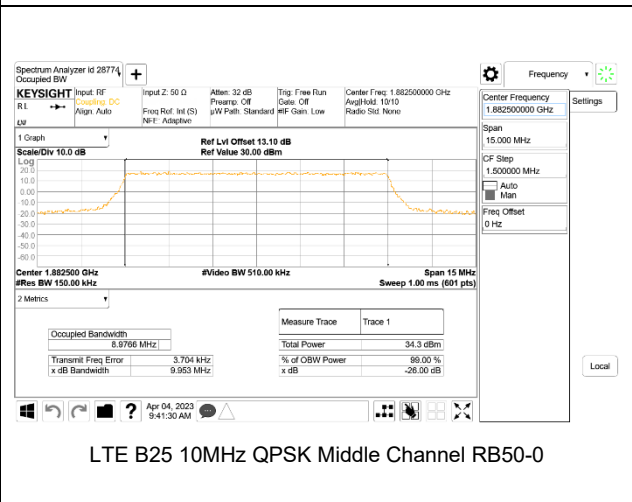 Spectrum Analyzer Id 28774
Occupied BW
Frequency
KEYSIGHT
Input: RF
Input Z: 50 Ω
Atten: 32 dB
Trig: Free Run
Center Freq: 1.882500000 GHz
R L
Coupling: DC
Preamp: Off
Gate: Off
Avg|Hold: 10/10
Align: Auto
Freq Ref: Int (S)
µW Path: Standard
#IF Gain: Low
Radio Std: None
NFE: Adaptive
1 Graph
Ref Lvl Offset 13.10 dB
Scale/Div 10.0 dB
Ref Value 30.00 dBm
Log
20.0
10.0
0.00
-10.0
-20.0
-30.0
-40.0
-50.0
-60.0
Center 1.882500 GHz
#Video BW 510.00 kHz
Span 15 MHz
#Res BW 150.00 kHz
Sweep 1.00 ms (601 pts)
2 Metrics
Measure Trace Trace 1
Occupied Bandwidth
8.9766 MHz
Total Power 34.3 dBm
Transmit Freq Error 3.704 kHz
% of OBW Power 99.00 %
x dB Bandwidth 9.953 MHz
x dB -26.00 dB
Center Frequency
1.882500000 GHz
Settings
Span
15.000 MHz
CF Step
1.500000 MHz
Auto
Man
Freq Offset
0 Hz
Local
Apr 04, 2023
9:41:30 AM
LTE B25 10MHz QPSK Middle Channel RB50-0